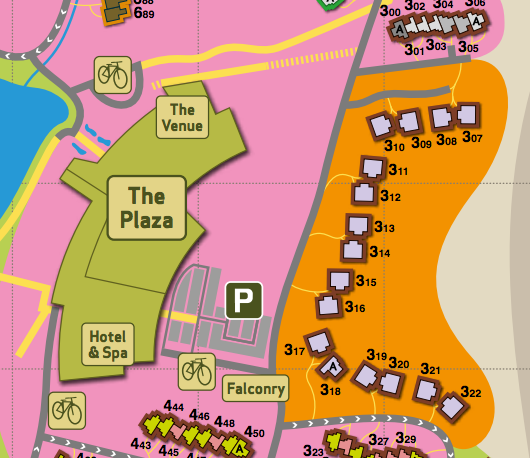 689
300
302
304
306
A
A
301
303
305
The
Venue
310
309
308
307
311
312
The
Plaza
313
314
315
P
316
Hotel
& Spa
317
A
318
319
320
321
322
Falconry
444
446
448
450
443
445
A
323
327
329